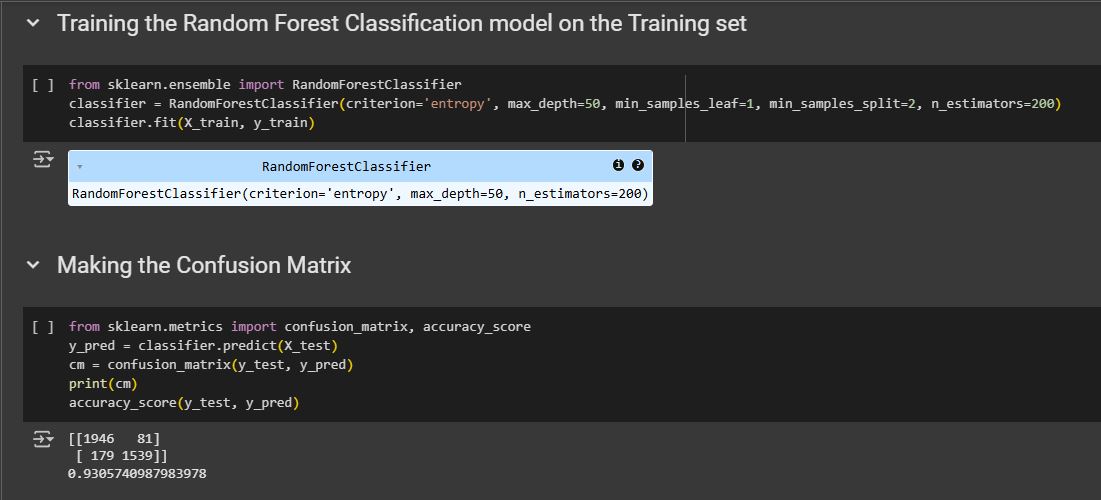 Training the Random Forest Classification model on the Training set
[ ] from sklearn.ensemble import RandomForestClassifier
classifier = RandomForestClassifier(criterion='entropy', max_depth=50, min_samples_leaf=1, min_samples_split=2, n_estimators=200)
classifier.fit(X_train, y_train)
RandomForestClassifier i ?
RandomForestClassifier(criterion='entropy', max_depth=50, n_estimators=200)
Making the Confusion Matrix
[ ] from sklearn.metrics import confusion_matrix, accuracy_score
y_pred = classifier.predict(X_test)
cm = confusion_matrix(y_test, y_pred)
print(cm)
accuracy_score(y_test, y_pred)
[[1946   81]
 [ 179 1539]]
0.9305740987983978